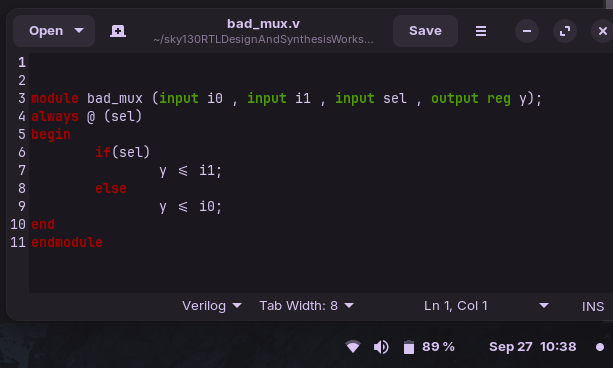 Open
bad_mux.v
~/sky130RTLDesignAndSynthesisWorks...
Save
1
2
3 module bad_mux (input i0 , input i1 , input sel , output reg y);
4 always @ (sel)
5 begin
6 if(sel)
7 y <= i1;
8 else
9 y <= i0;
10 end
11 endmodule
Verilog Tab Width: 8 Ln 1, Col 1 INS
89 % Sep 27 10:38